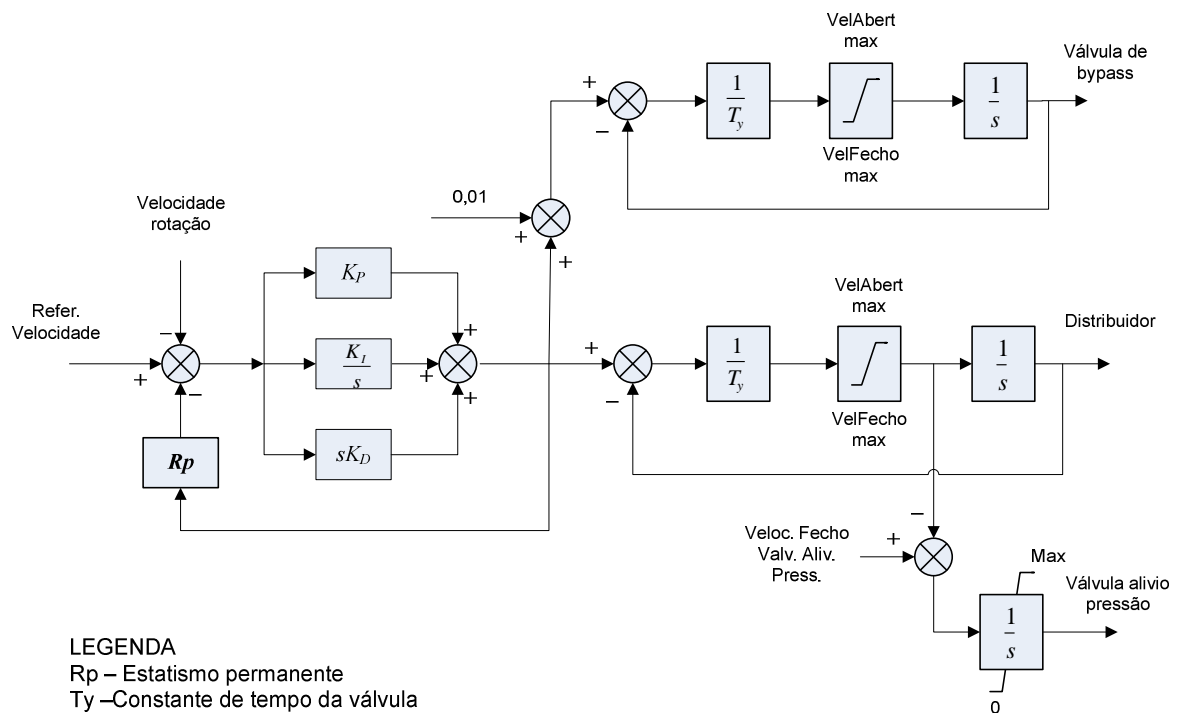 VelAbert
max
Válvula de
bypass
+
−
1
T_y
1
s
VelFecho
max
Velocidade
rotação
0,01
+
+
K_P
VelAbert
max
Refer.
Velocidade
−
+
−
K_I
s
+
+
+
+
−
1
T_y
1
s
Distribuidor
VelFecho
max
sK_D
Rp
−
Veloc. Fecho
Valv. Aliv.
Press.
+
Max
Válvula alivio
pressão
1
s
0
LEGENDA
Rp – Estatismo permanente
Ty –Constante de tempo da válvula